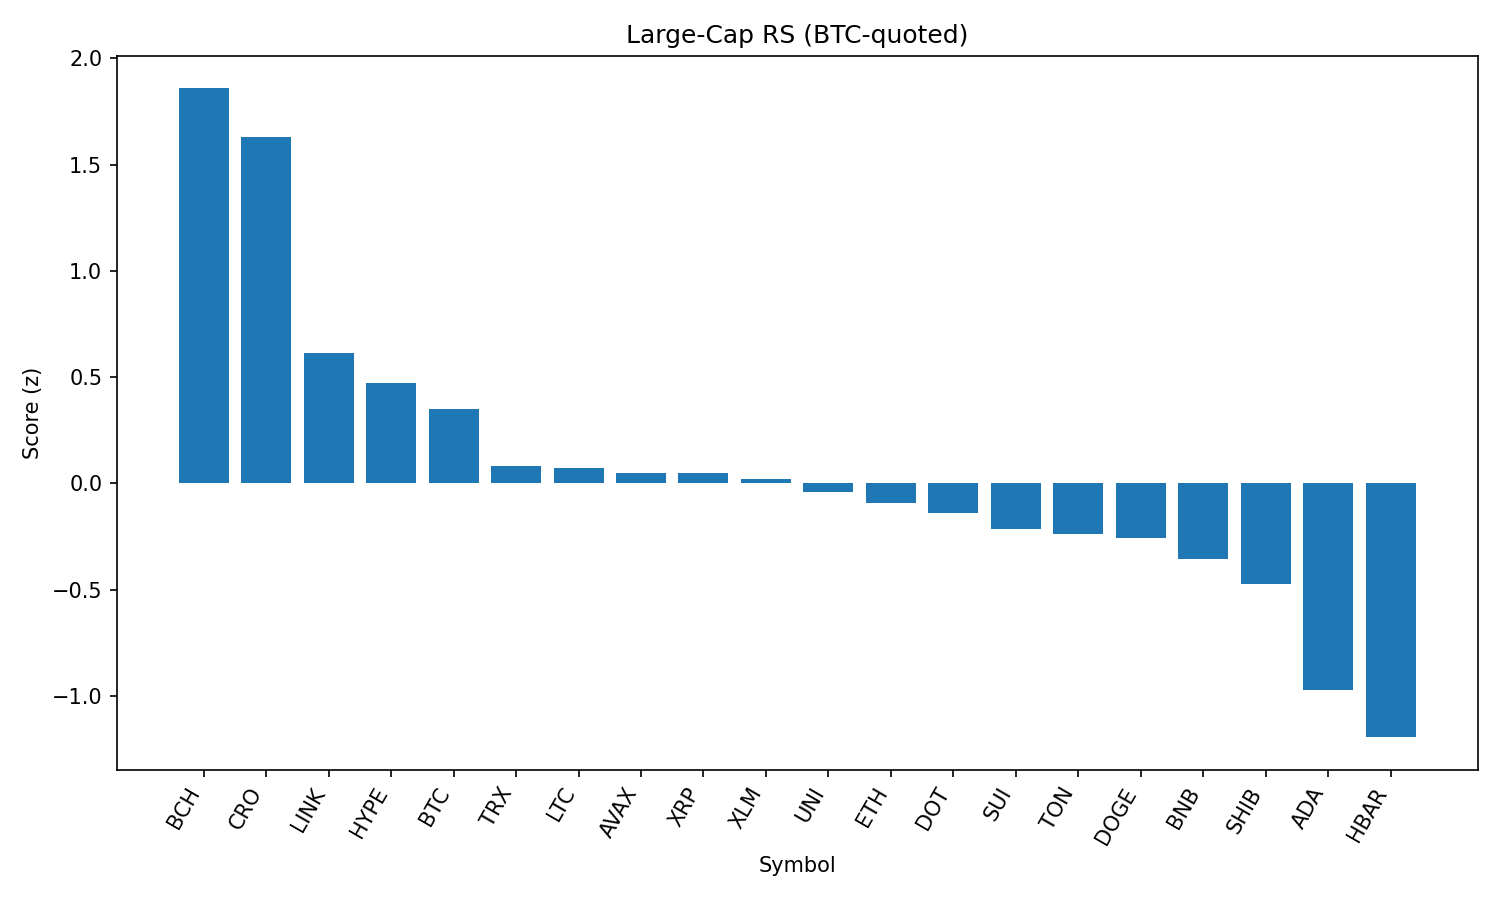 Large-Cap RS (BTC-quoted)
Score (z)
2.0
1.5
1.0
0.5
0.0
−0.5
−1.0
BCH
CRO
LINK
HYPE
BTC
TRX
LTC
AVAX
XRP
XLM
UNI
ETH
DOT
SUI
TON
DOGE
BNB
SHIB
ADA
HBAR
Symbol